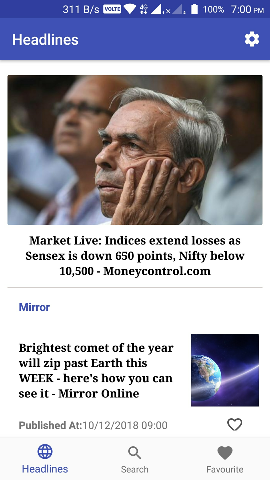 311 B/s VOLTE 4G 100% 7:00 PM
Headlines
Market Live: Indices extend losses as
Sensex is down 650 points, Nifty below
10,500 - Moneycontrol.com
Mirror
Brightest comet of the year
will zip past Earth this
WEEK - here's how you can
see it - Mirror Online
Published At:10/12/2018 09:00
Headlines Search Favourite